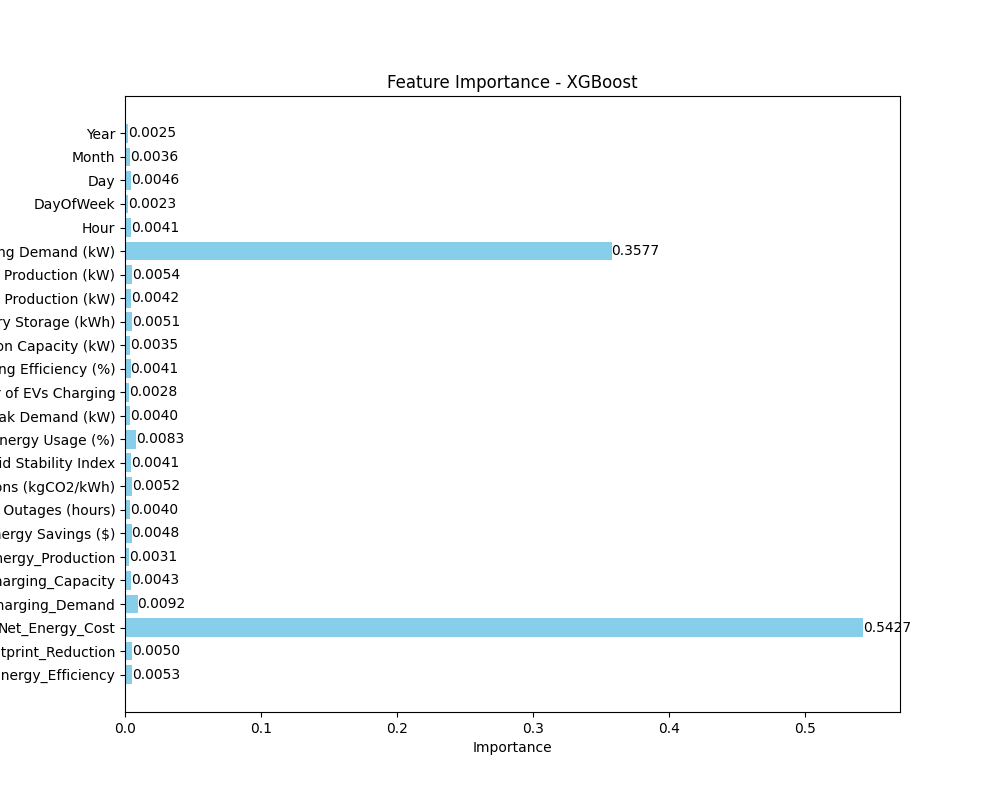 Feature Importance - XGBoost
Year 0.0025
Month 0.0036
Day 0.0046
DayOfWeek 0.0023
Hour 0.0041
ng Demand (kW) 0.3577
Production (kW) 0.0054
Production (kW) 0.0042
ry Storage (kWh) 0.0051
on Capacity (kW) 0.0035
ng Efficiency (%) 0.0041
of EVs Charging 0.0028
ak Demand (kW) 0.0040
nergy Usage (%) 0.0083
id Stability Index 0.0041
ons (kgCO2/kWh) 0.0052
Outages (hours) 0.0040
ergy Savings ($) 0.0048
nergy_Production 0.0031
harging_Capacity 0.0043
harging_Demand 0.0092
Net_Energy_Cost 0.5427
tprint_Reduction 0.0050
nergy_Efficiency 0.0053
0.0 0.1 0.2 0.3 0.4 0.5
Importance